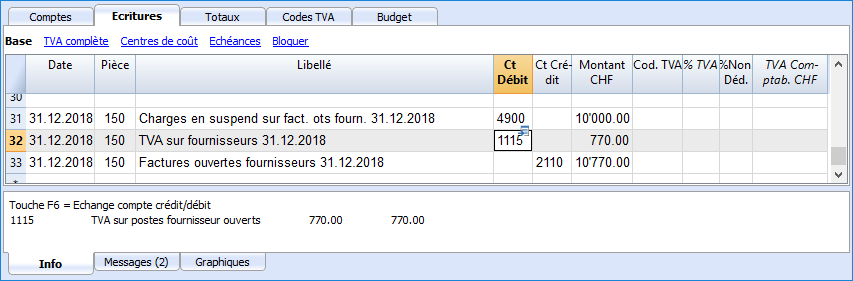 Comptes Ecritures Totaux Codes TVA Budget
Base TVA complète Centres de coût Echéances Bloquer
Date Pièce Libellé Ct Débit Ct Cré-dit Montant CHF Cod. TVA % TVA %Non Déd. TVA Comp-tab. CHF
30
31 31.12.2018 150 Charges en suspend sur fact. ots fourn. 31.12.2018 4900 10'000.00
32 31.12.2018 150 TVA sur fournisseurs 31.12.2018 1115 770.00
33 31.12.2018 150 Factures ouvertes fournisseurs 31.12.2018 2110 10'770.00
*
Touche F6 = Echange compte crédit/débit
1115 TVA sur postes fournisseur ouverts 770.00 770.00
Info Messages (2) Graphiques